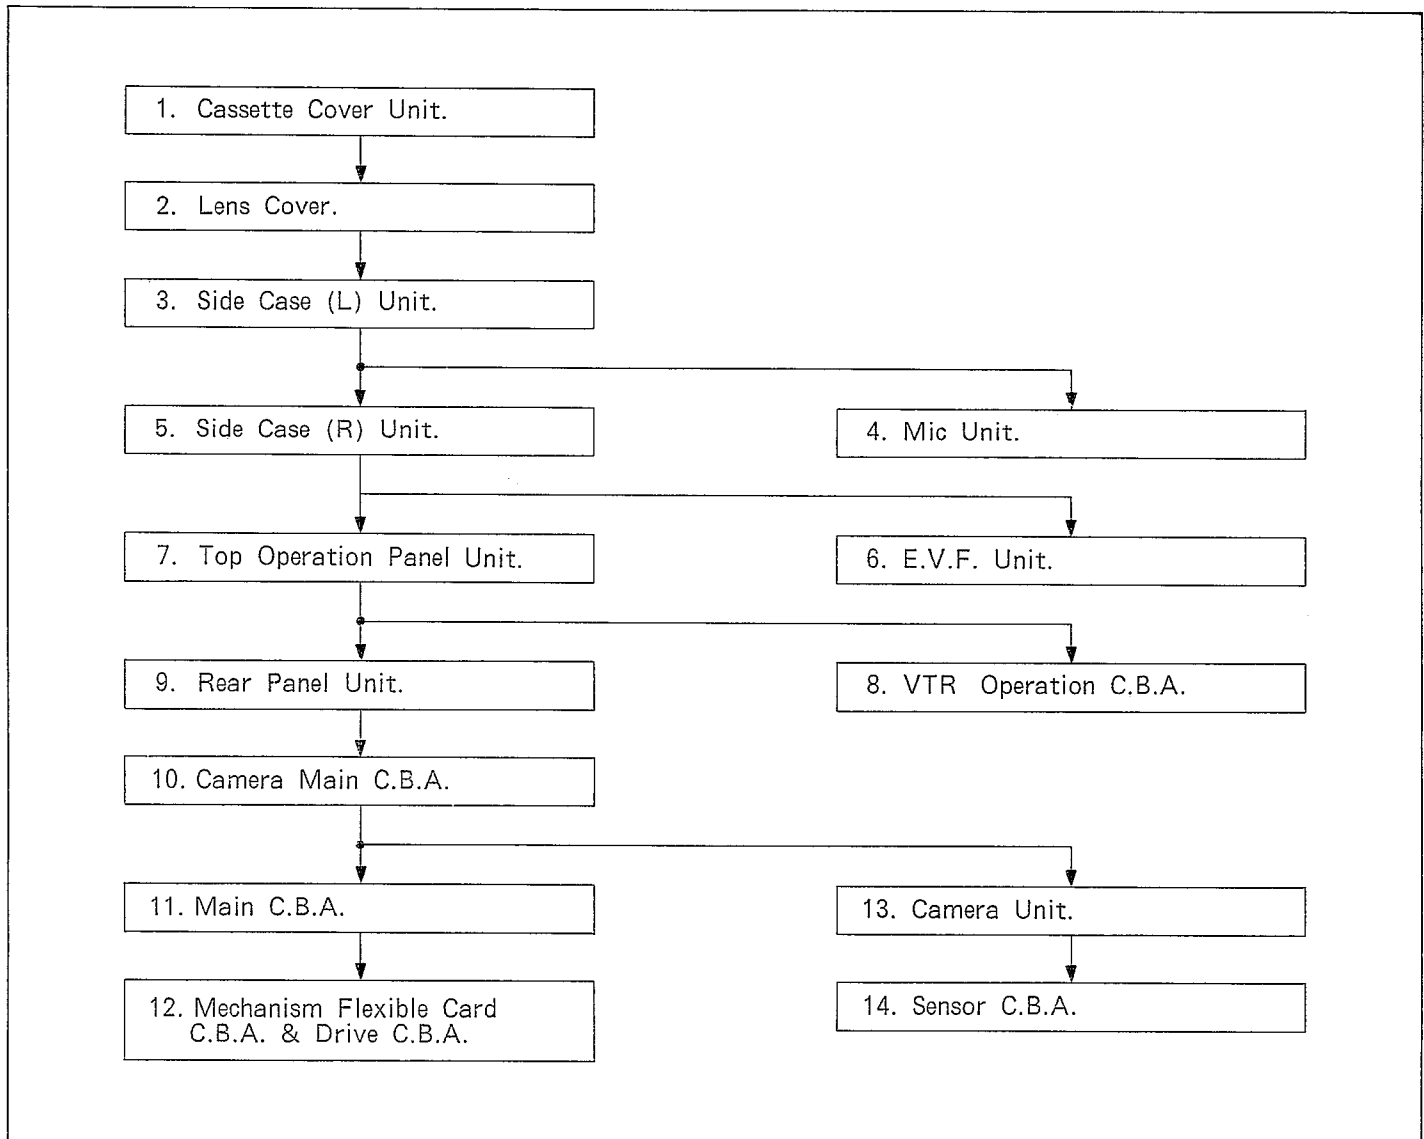 1. Cassette Cover Unit.
2. Lens Cover.
3. Side Case (L) Unit.
5. Side Case (R) Unit.
4. Mic Unit.
7. Top Operation Panel Unit.
6. E.V.F. Unit.
9. Rear Panel Unit.
8. VTR Operation C.B.A.
10. Camera Main C.B.A.
11. Main C.B.A.
13. Camera Unit.
12. Mechanism Flexible Card
C.B.A. & Drive C.B.A.
14. Sensor C.B.A.